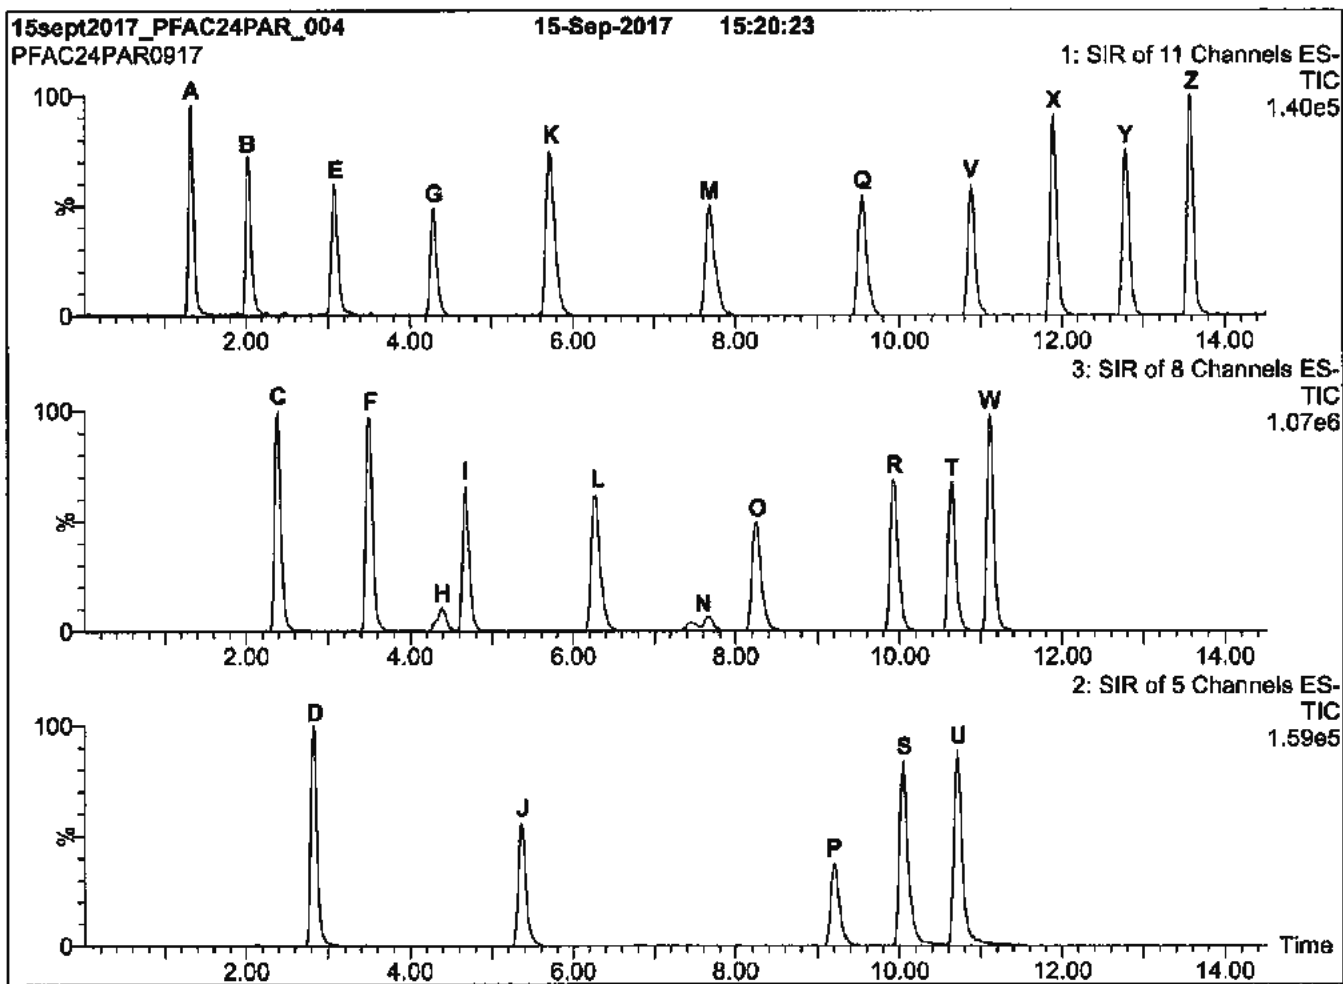 15sept2017_PFAC24PAR_004 15-Sep-2017 15:20:23
PFAC24PAR0917
1: SIR of 11 Channels ES-
TIC
1.40e5
A B E G K M Q V X Y Z
100
%
0
2.00 4.00 6.00 8.00 10.00 12.00 14.00
3: SIR of 8 Channels ES-
TIC
1.07e6
C F H I L N O R T W
100
%
0
2.00 4.00 6.00 8.00 10.00 12.00 14.00
2: SIR of 5 Channels ES-
TIC
1.59e5
D J P S U
100
%
0
Time
2.00 4.00 6.00 8.00 10.00 12.00 14.00